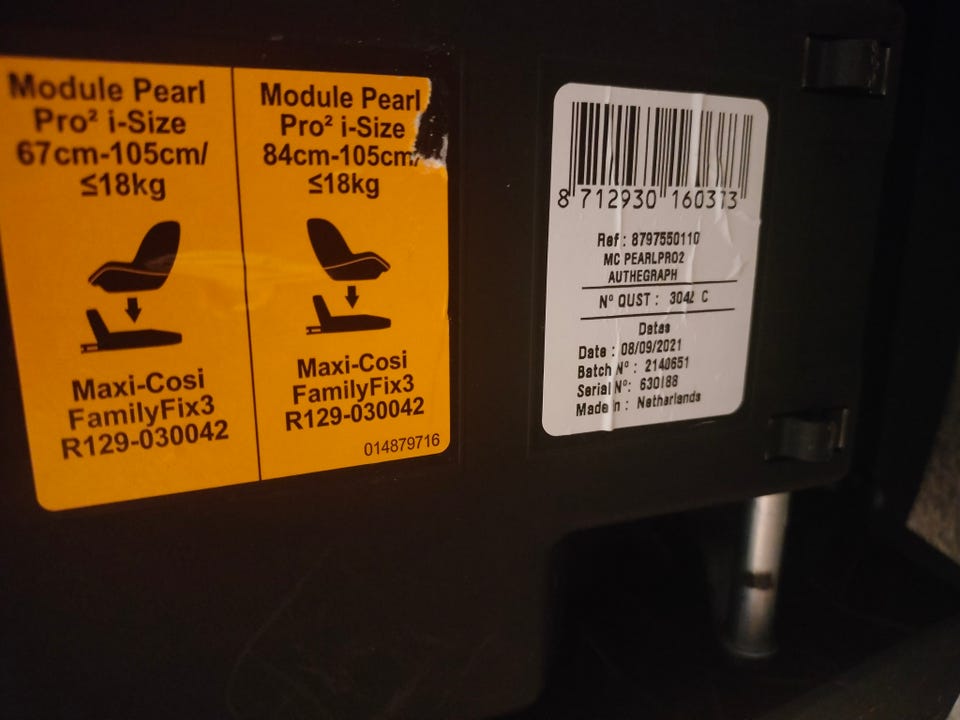 Module Pearl
Pro² i-Size
67cm-105cm/
≤18kg
Maxi-Cosi
FamilyFix3
R129-030042
Module Pearl
Pro² i-Size
84cm-105cm/
≤18kg
Maxi-Cosi
FamilyFix3
R129-030042
014879716
8 712930 160373
Ref : 8797550110
MC PEARLPRO2
AUTHEGRAPH
N° QUST : C
Datas
Date : 08/09/2021
Batch N° : 2140651
Serial N° : 630188
Made in : Netherlands